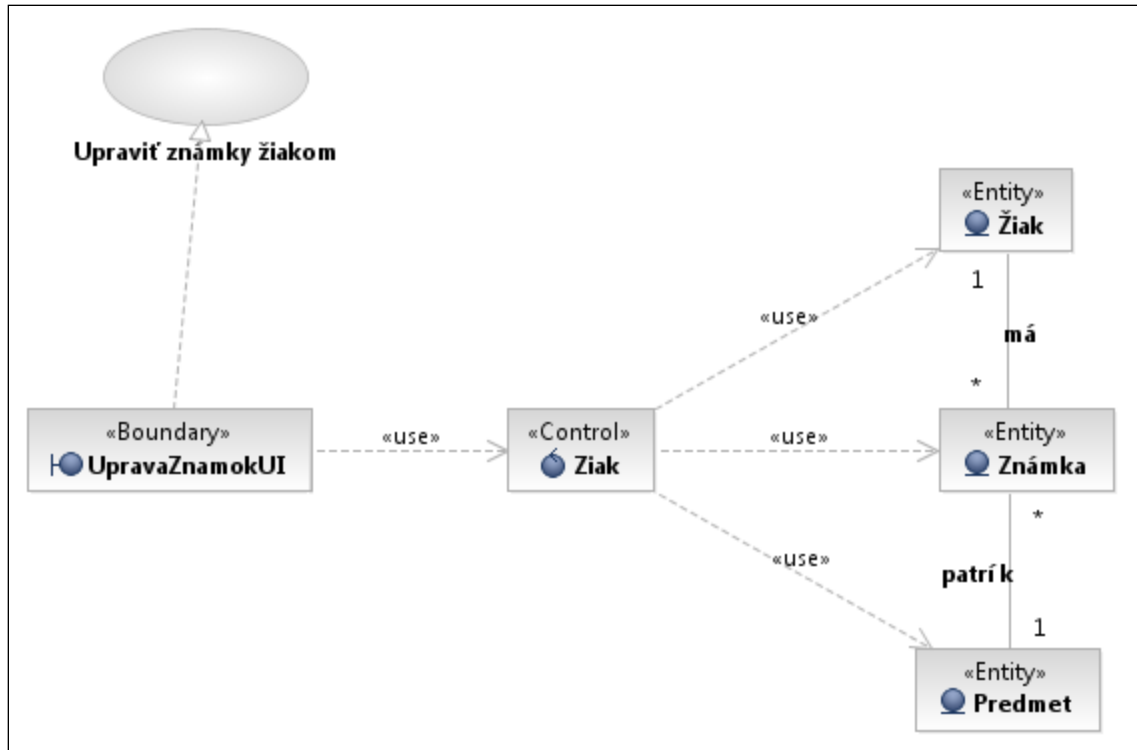 Upraviť známky žiakom
«Entity»
Žiak
1
«use»
má
*
«Boundary»
UpravaZnamokUI
«use»
«Control»
Ziak
«use»
«Entity»
Známka
*
«use»
patrí k
1
«Entity»
Predmet